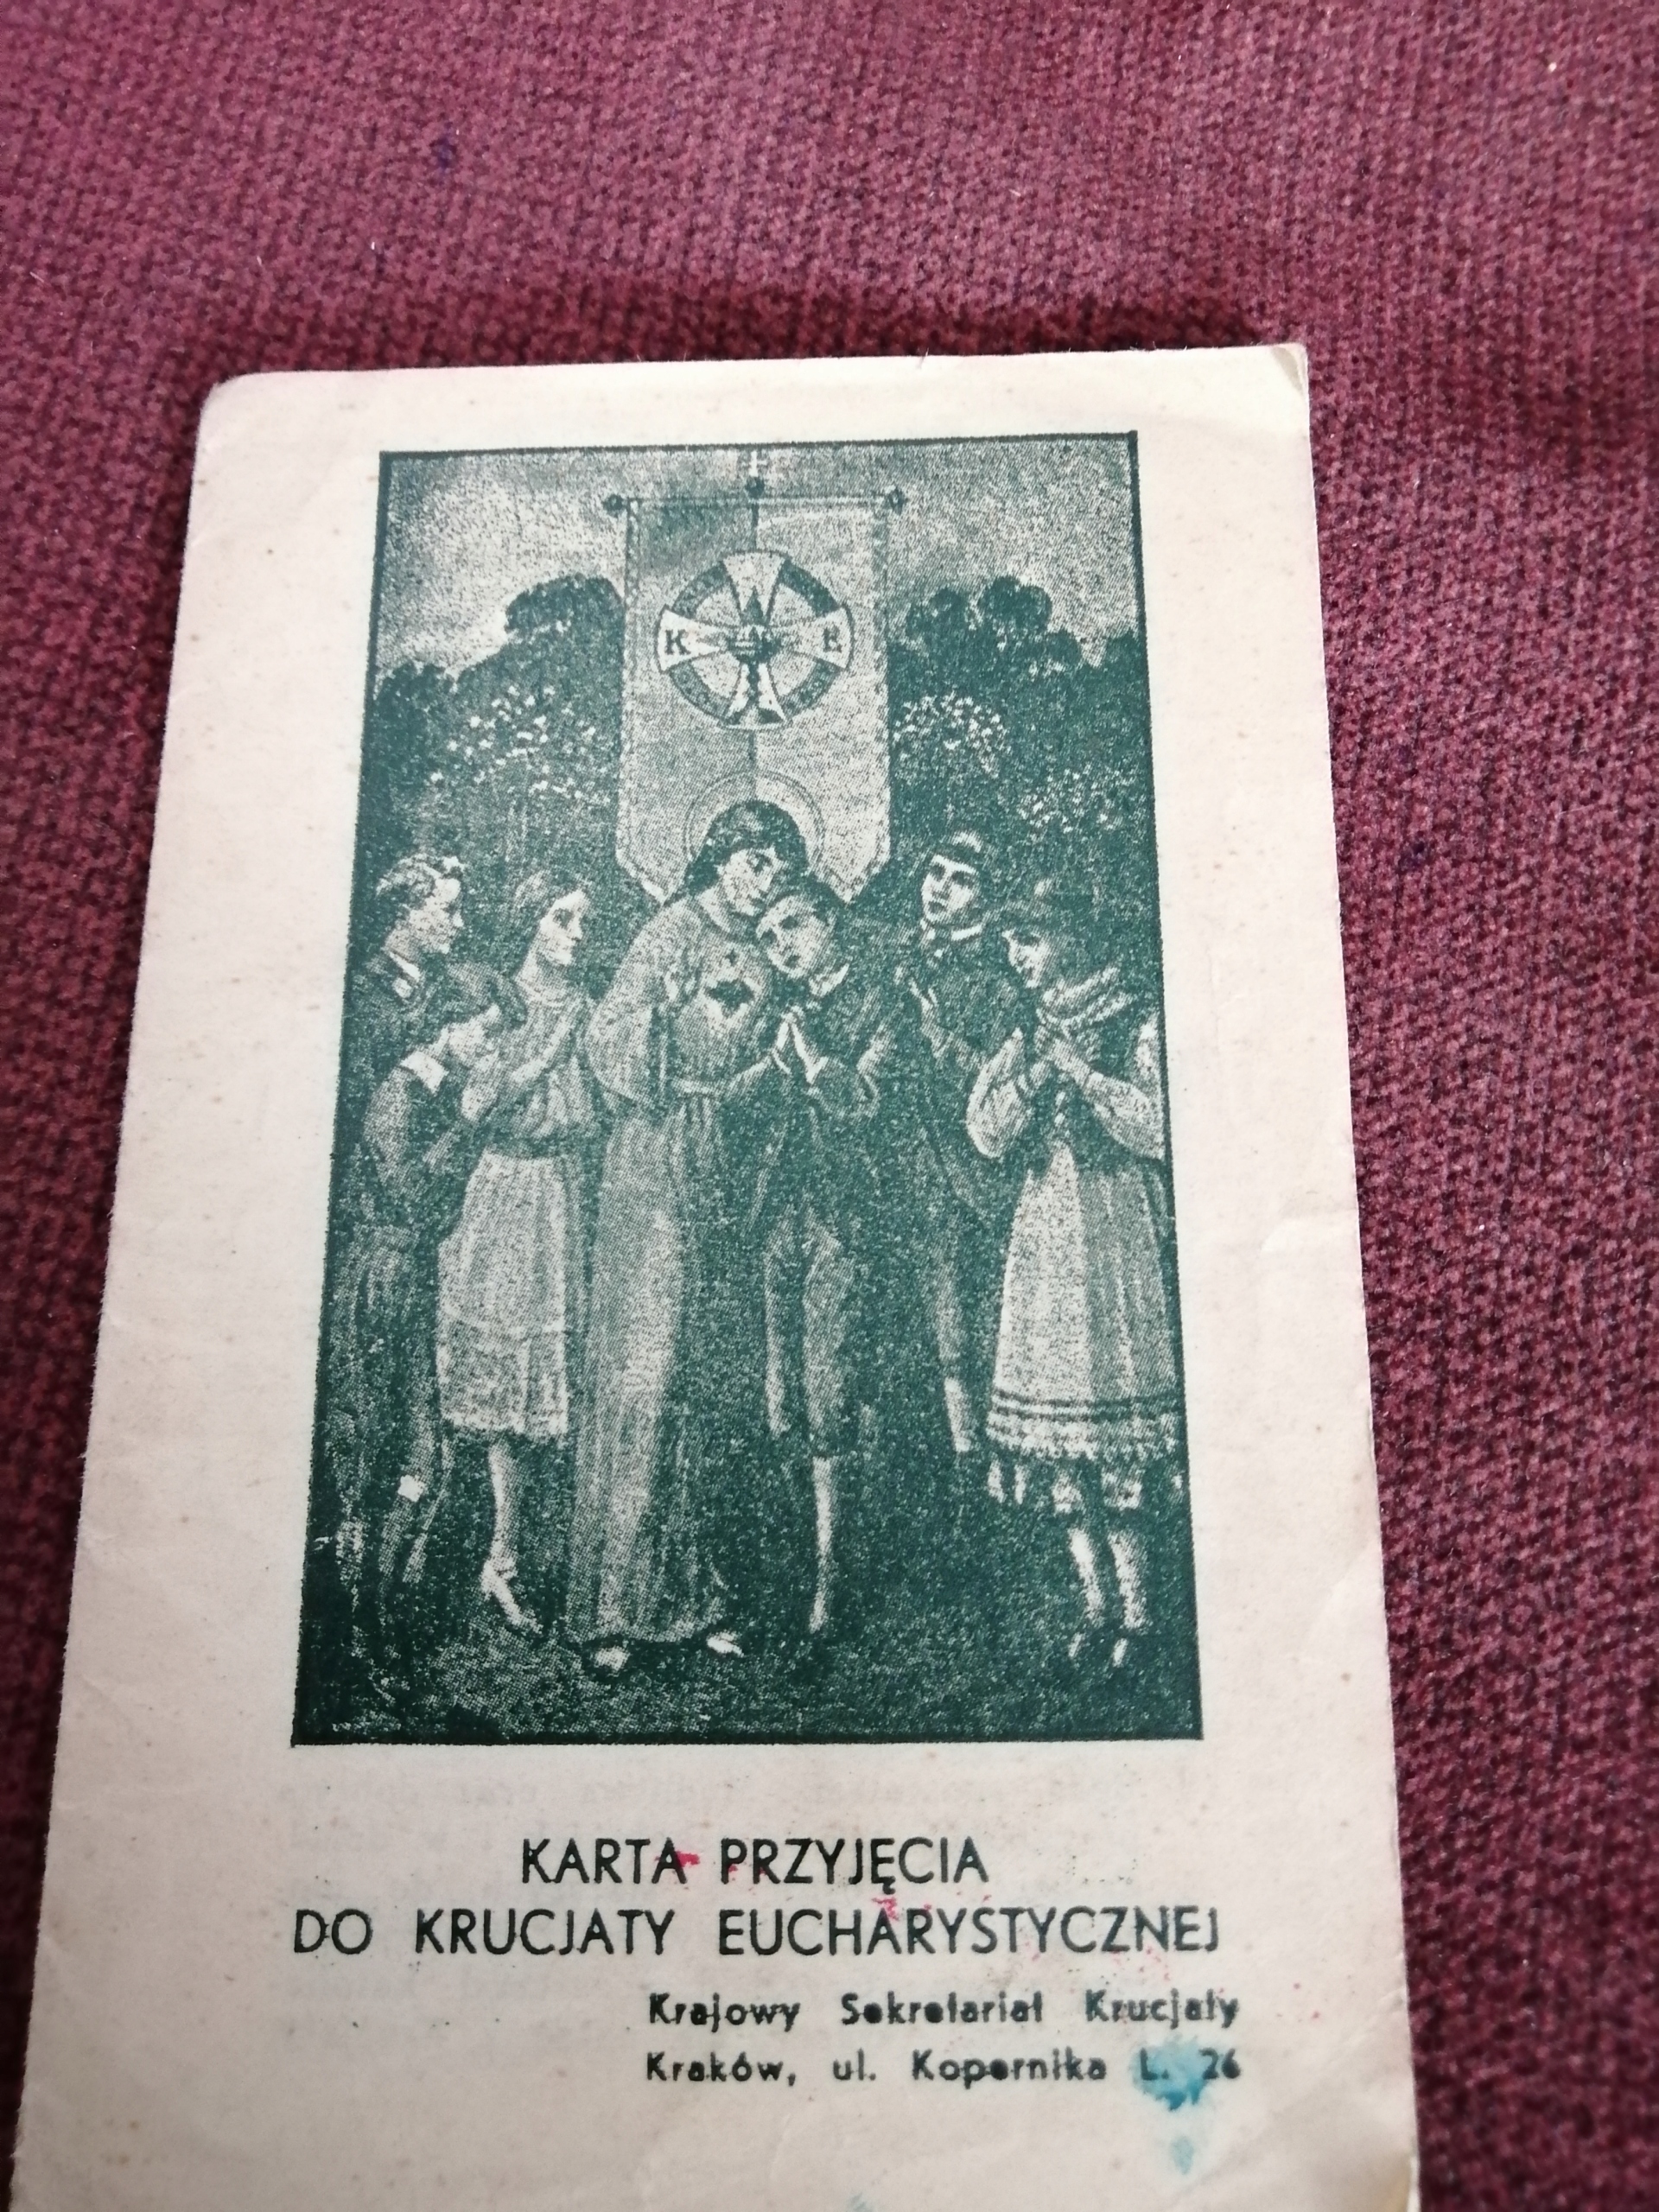 K E
KARTA PRZYJĘCIA
DO KRUCJATY EUCHARYSTYCZNEJ
Krajowy Sekretariat Krucjaty
Kraków, ul. Kopernika L. 26